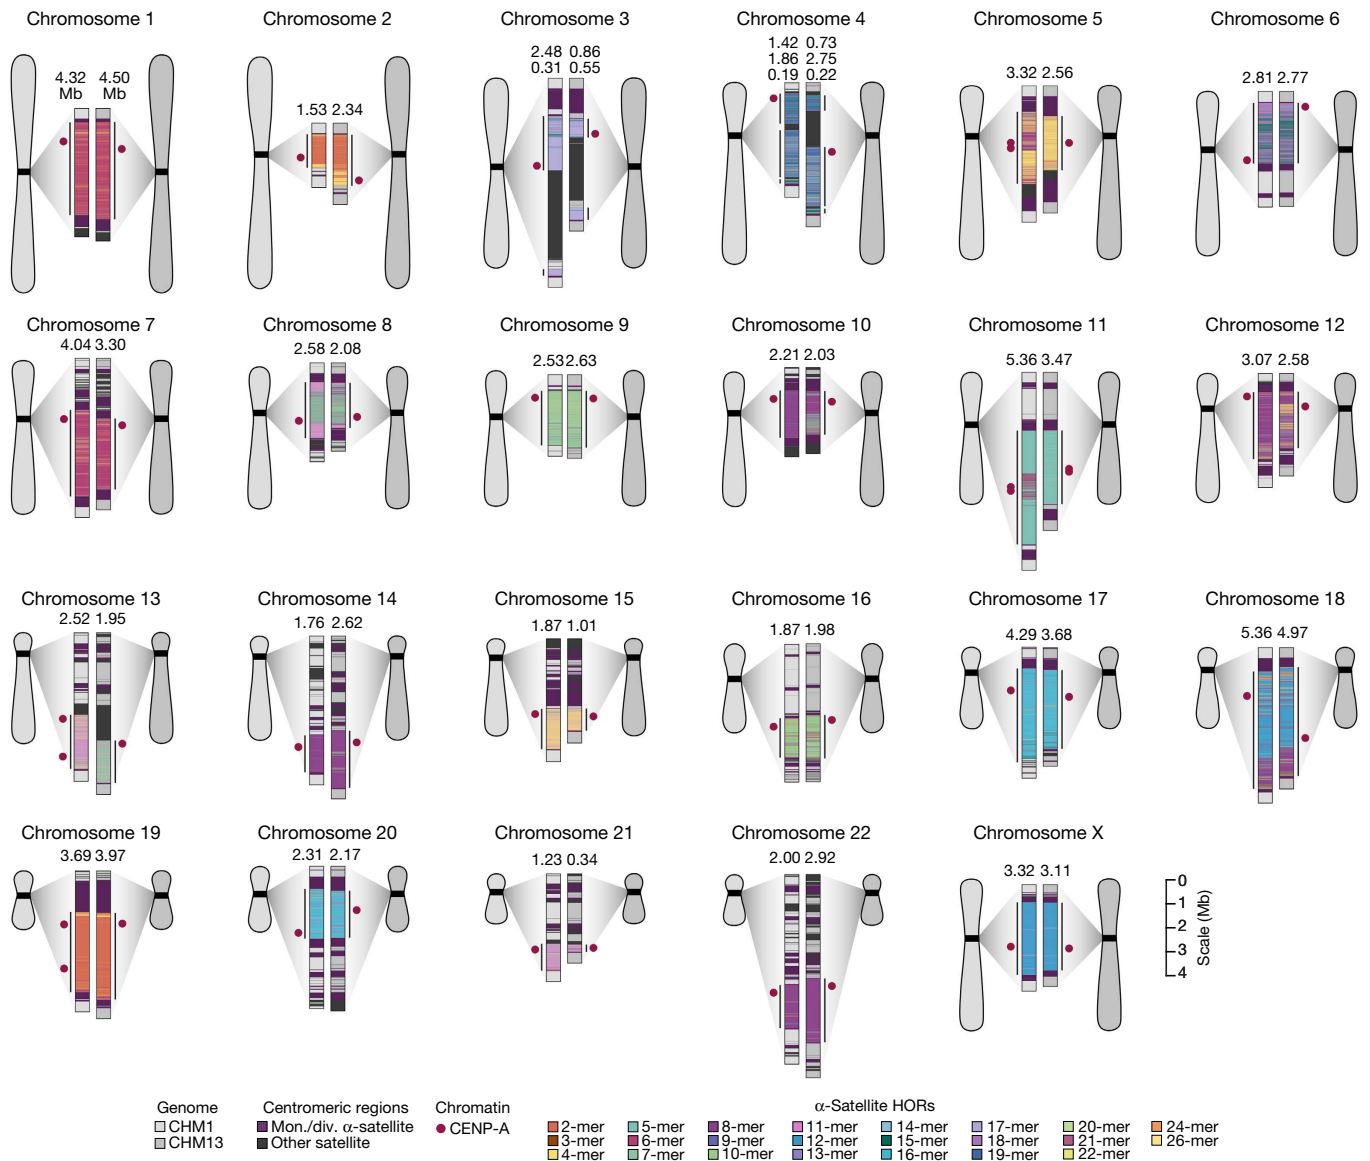 Chromosome 1 Chromosome 2 Chromosome 3 Chromosome 4 Chromosome 5 Chromosome 6
4.32 Mb 4.50 Mb
1.53 2.34
2.48 0.86
0.31 0.55
1.42 0.73
1.86 2.75
0.19 0.22
3.32 2.56
2.81 2.77
Chromosome 7 Chromosome 8 Chromosome 9 Chromosome 10 Chromosome 11 Chromosome 12
4.04 3.30
2.58 2.08
2.53 2.63
2.21 2.03
5.36 3.47
3.07 2.58
Chromosome 13 Chromosome 14 Chromosome 15 Chromosome 16 Chromosome 17 Chromosome 18
2.52 1.95
1.76 2.62
1.87 1.01
1.87 1.98
4.29 3.68
5.36 4.97
Chromosome 19 Chromosome 20 Chromosome 21 Chromosome 22 Chromosome X
3.69 3.97
2.31 2.17
1.23 0.34
2.00 2.92
3.32 3.11
0
1
2
3
4
Scale (Mb)
Genome
CHM1
CHM13
Centromeric regions
Mon./div. α-satellite
Other satellite
Chromatin
CENP-A
α-Satellite HORs
2-mer 5-mer 8-mer 11-mer 14-mer 17-mer 20-mer 24-mer
3-mer 6-mer 9-mer 12-mer 15-mer 18-mer 21-mer 26-mer
4-mer 7-mer 10-mer 13-mer 16-mer 19-mer 22-mer